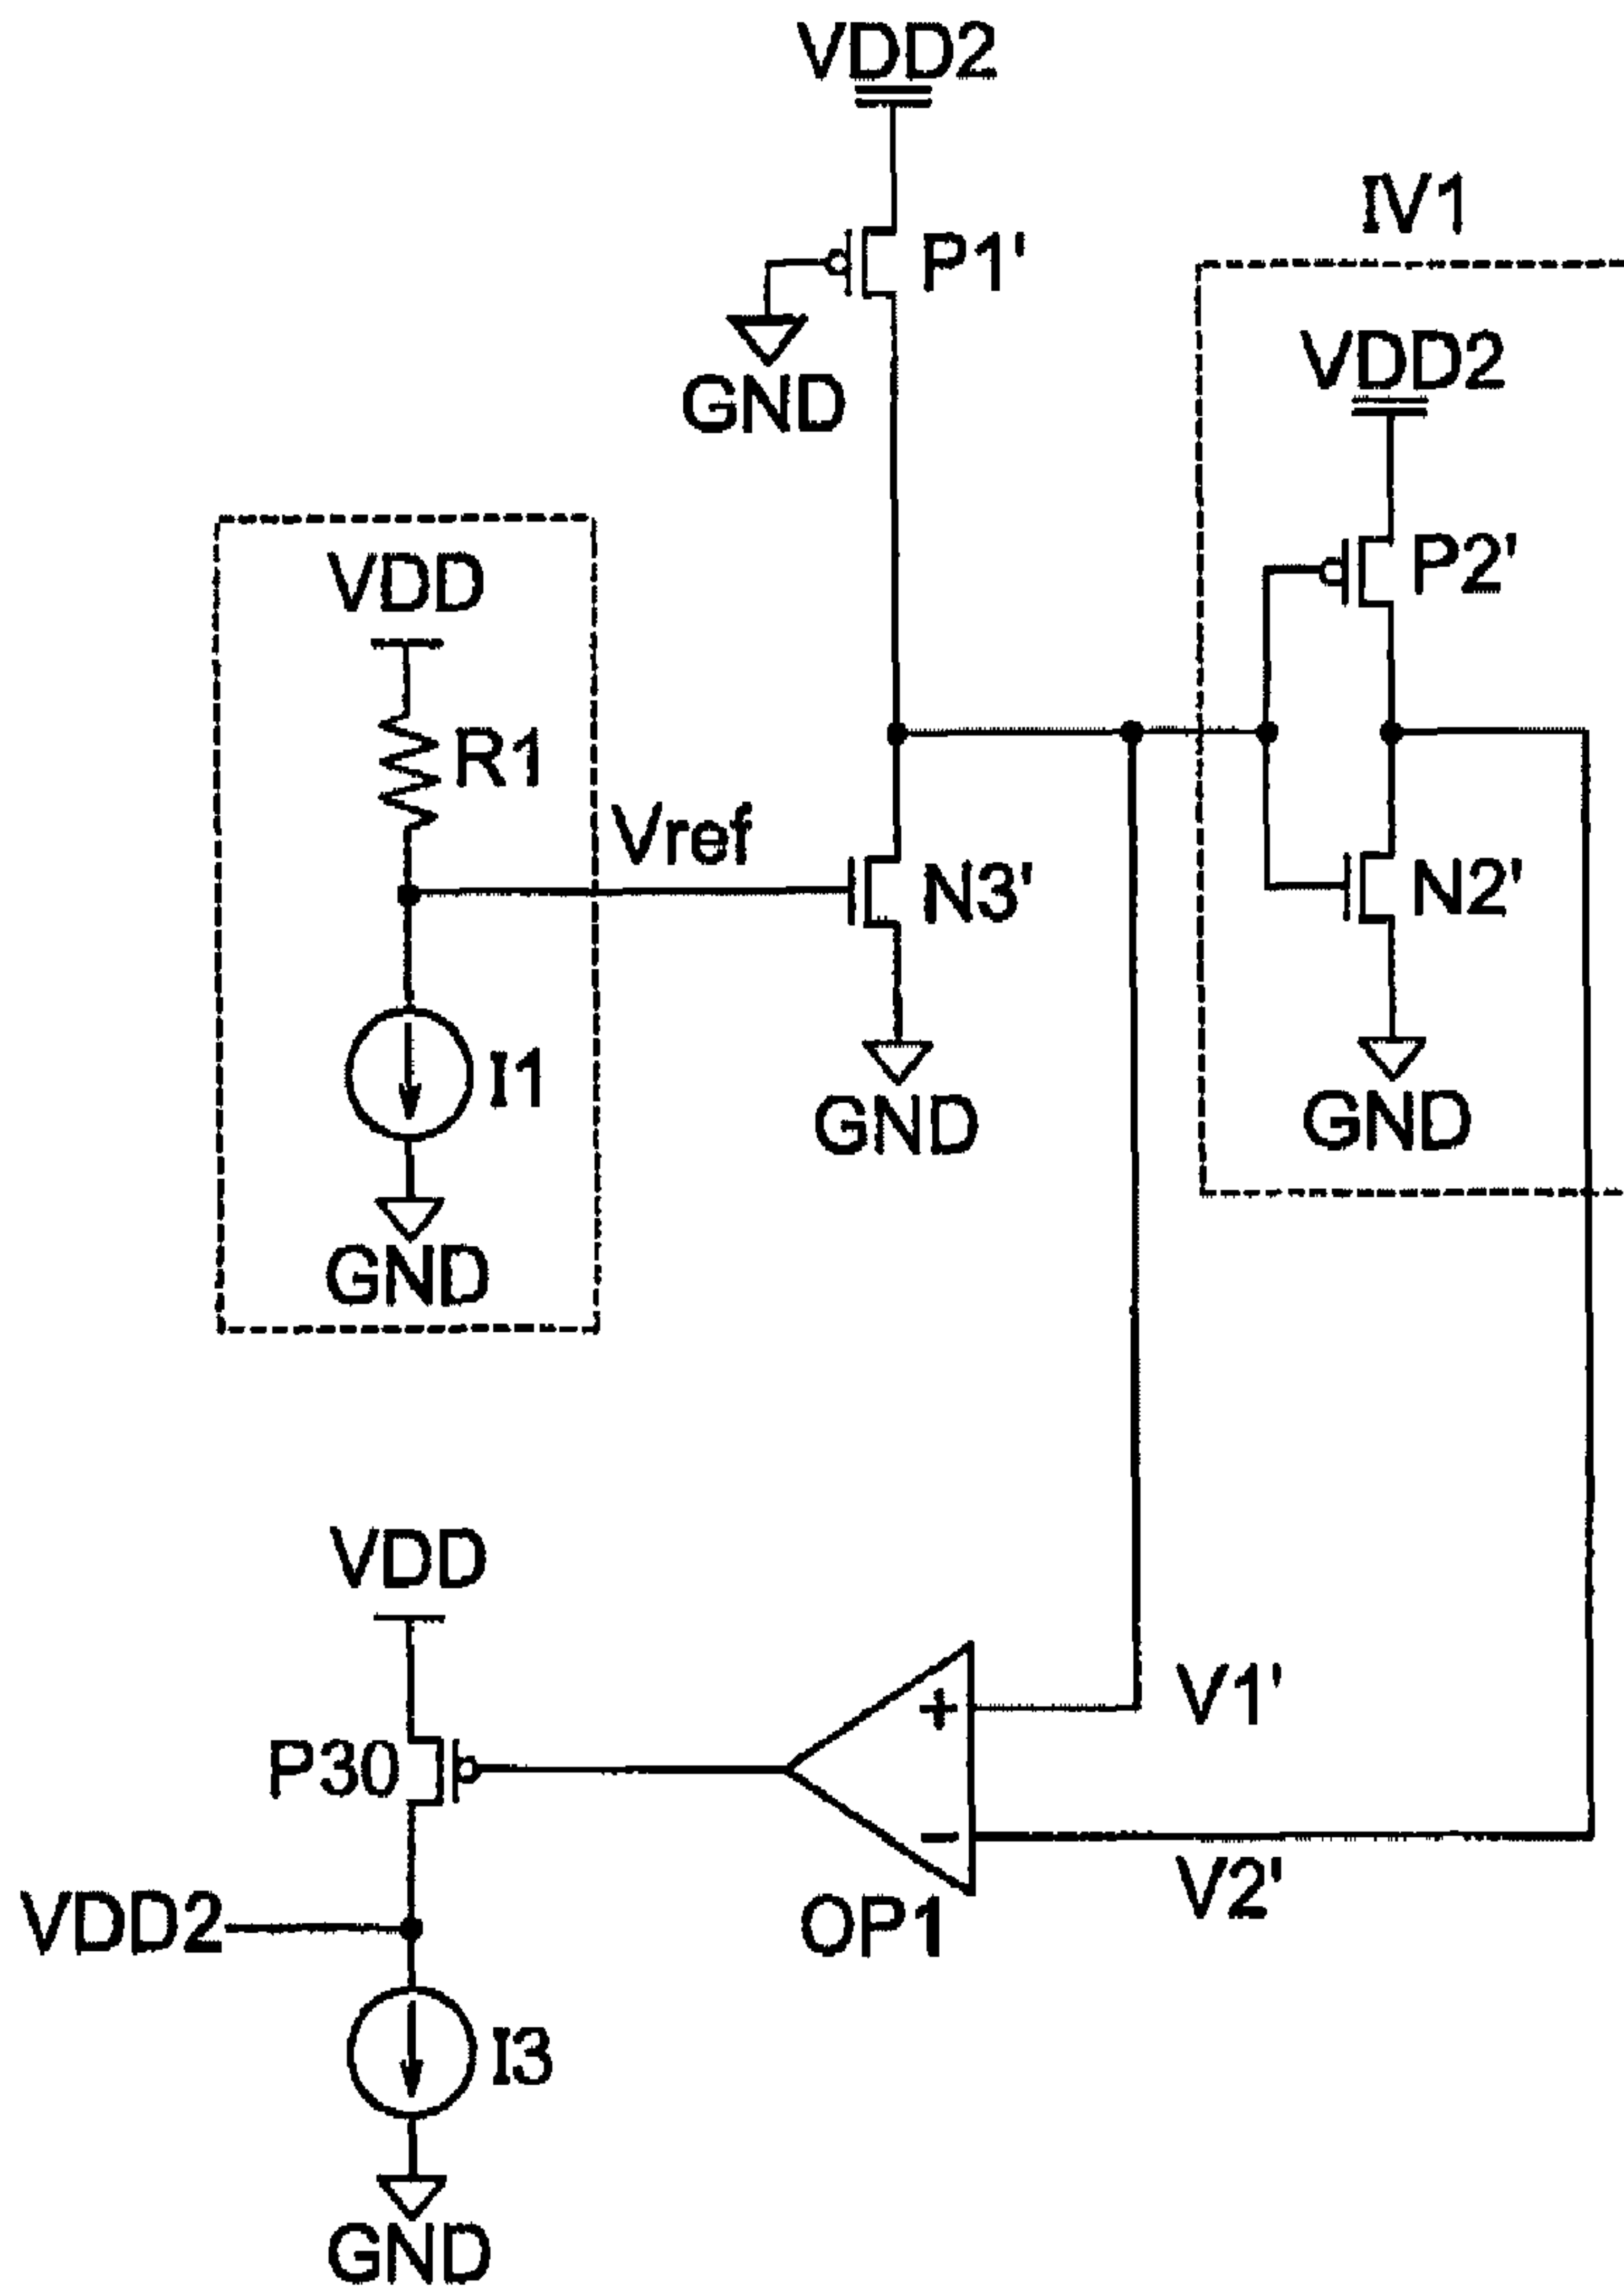 VDD2
IV1
P1'
GND
VDD2
VDD
P2'
R1
Vref
N3'
N2'
I1
GND
GND
GND
VDD
+
V1'
P30
−
V2'
VDD2
OP1
I3
GND